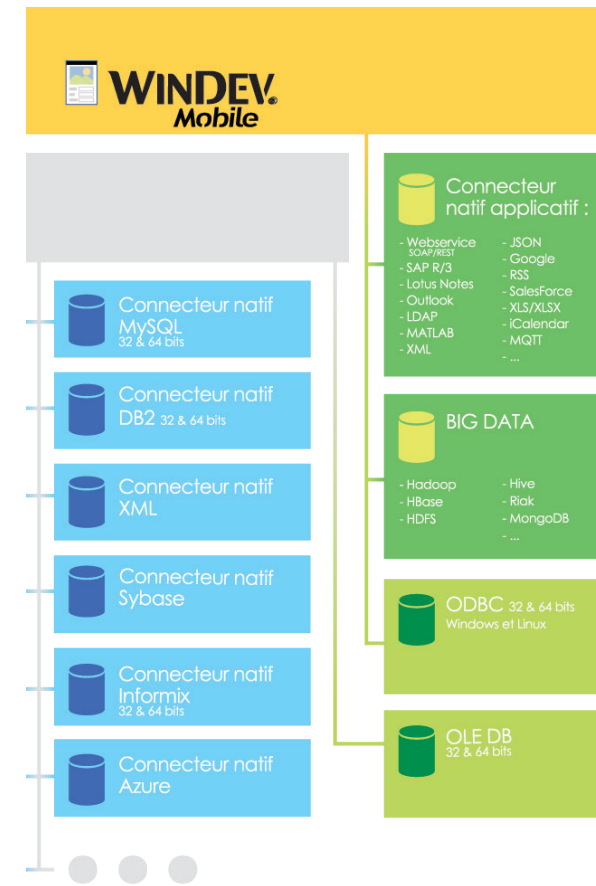 WINDEV.
Mobile
Connecteur natif
MySQL
32 & 64 bits
Connecteur natif
DB2 32 & 64 bits
Connecteur natif
XML
Connecteur natif
Sybase
Connecteur natif
Informix
32 & 64 bits
Connecteur natif
Azure
Connecteur
natif applicatif :
- Webservice
SOAP/REST
- SAP R/3
- Lotus Notes
- Outlook
- LDAP
- MATLAB
- XML
- JSON
- Google
- RSS
- SalesForce
- XLS/XLSX
- iCalendar
- MQTT
- ...
BIG DATA
- Hadoop
- HBase
- HDFS
- Hive
- Riak
- MongoDB
- ...
ODBC 32 & 64 bits
Windows et Linux
OLE DB
32 & 64 bits